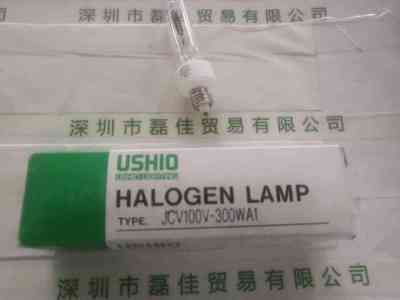 深圳市磊佳贸易有限公司
深圳市磊佳贸易有限公司
USHIO
USHIO LIGHTING
HALOGEN LAMP
TYPE. JCV100V-300WA1
深圳市磊佳贸易有限公司